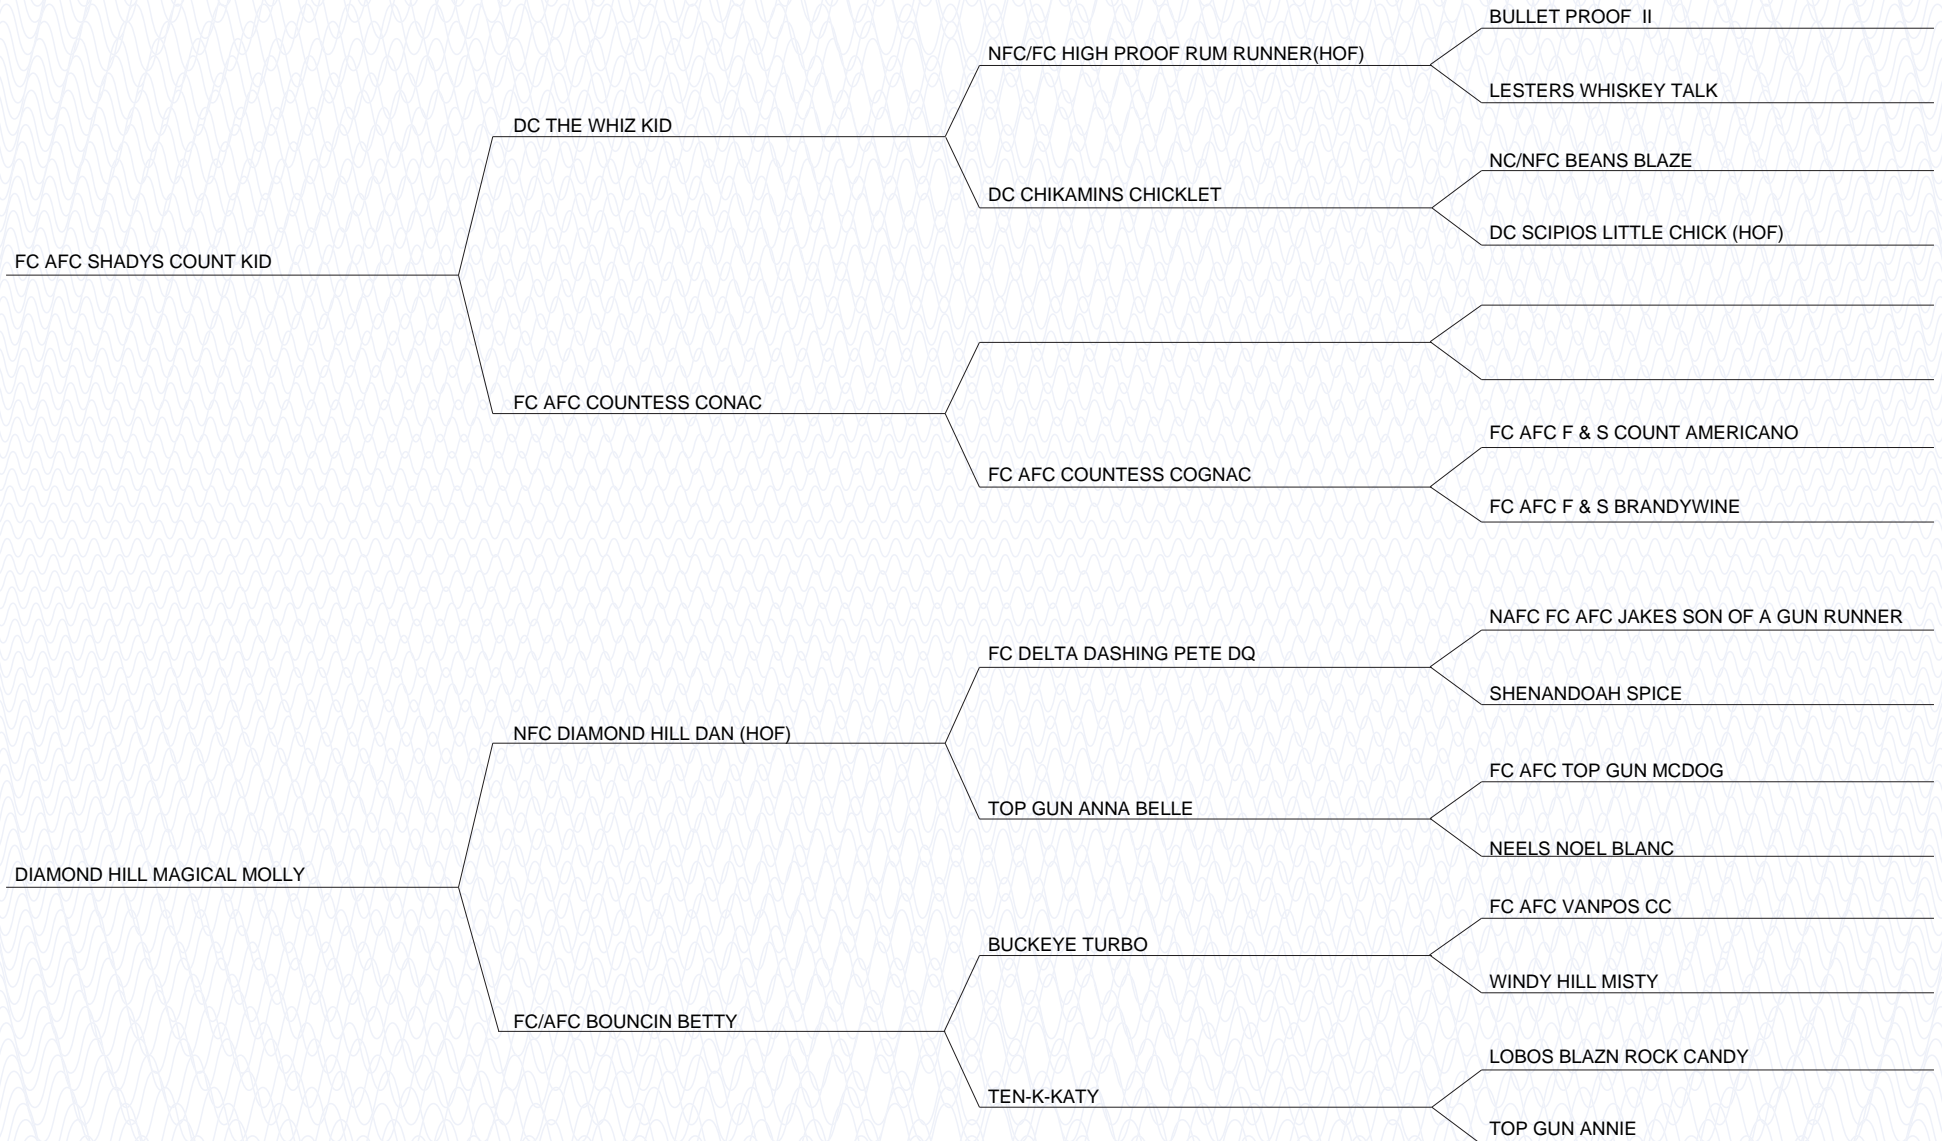 BULLET PROOF  II
NFC/FC HIGH PROOF RUM RUNNER(HOF)
LESTERS WHISKEY TALK
DC THE WHIZ KID
NC/NFC BEANS BLAZE
DC CHIKAMINS CHICKLET
DC SCIPIOS LITTLE CHICK (HOF)
FC AFC SHADYS COUNT KID
FC AFC COUNTESS CONAC
FC AFC F & S COUNT AMERICANO
FC AFC COUNTESS COGNAC
FC AFC F & S BRANDYWINE
NAFC FC AFC JAKES SON OF A GUN RUNNER
FC DELTA DASHING PETE DQ
SHENANDOAH SPICE
NFC DIAMOND HILL DAN (HOF)
FC AFC TOP GUN MCDOG
TOP GUN ANNA BELLE
NEELS NOEL BLANC
DIAMOND HILL MAGICAL MOLLY
FC AFC VANPOS CC
BUCKEYE TURBO
WINDY HILL MISTY
FC/AFC BOUNCIN BETTY
LOBOS BLAZN ROCK CANDY
TEN-K-KATY
TOP GUN ANNIE